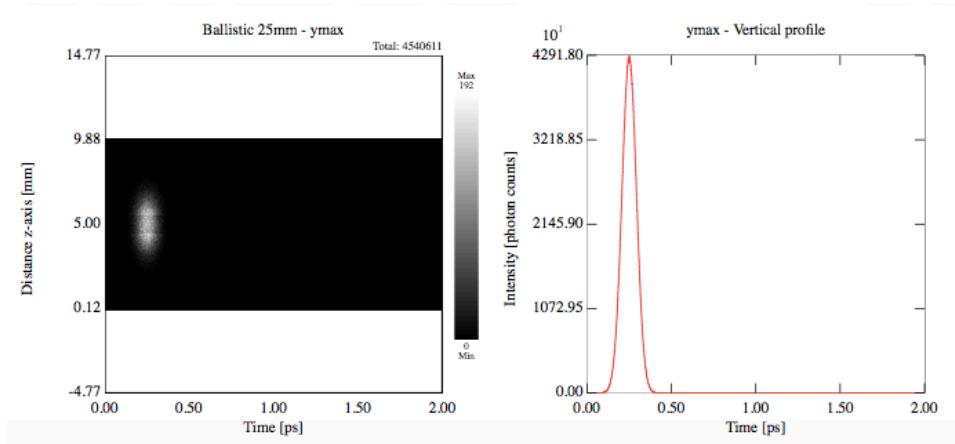 Ballistic 25mm - ymax
Total: 4540611
14.77
9.88
5.00
0.12
-4.77
Distance z-axis [mm]
0.00 0.50 1.00 1.50 2.00
Time [ps]
Max
192
0
Min
ymax - Vertical profile
10¹
4291.80
3218.85
2145.90
1072.95
0.00
Intensity [photon counts]
0.00 0.50 1.00 1.50 2.00
Time [ps]